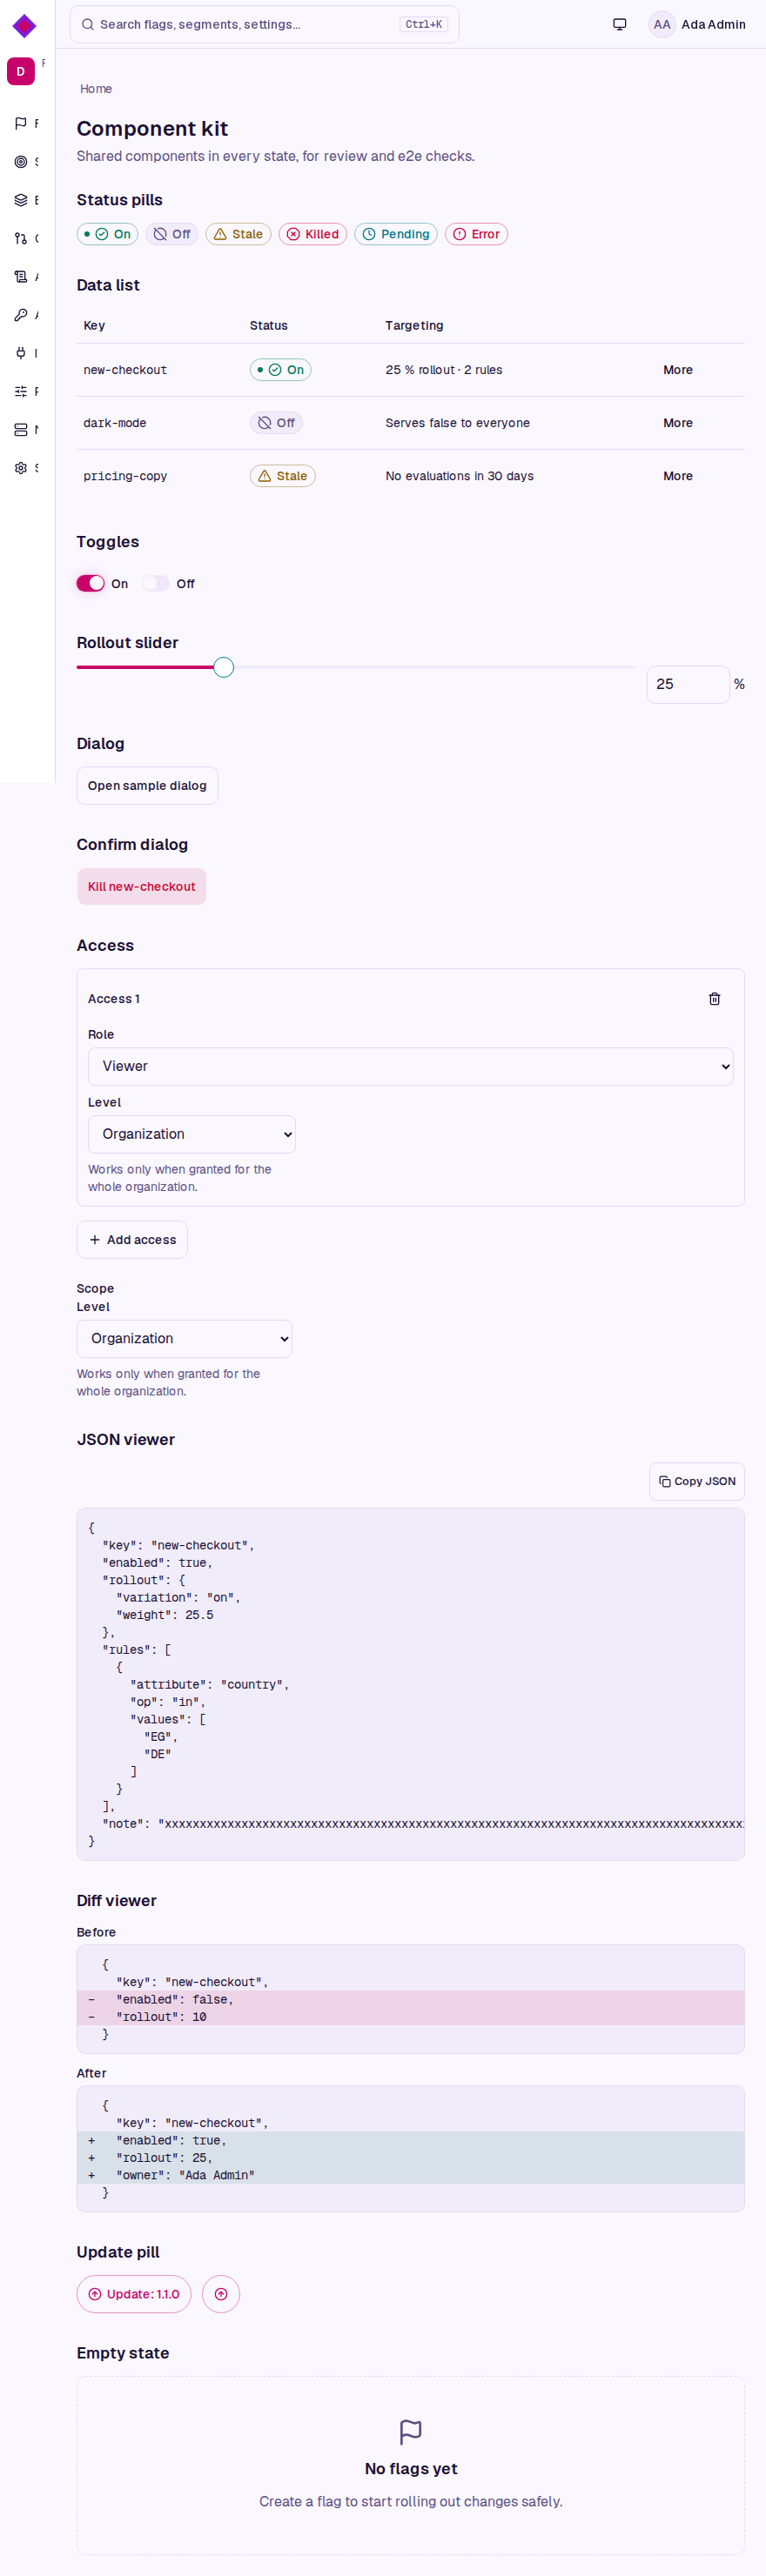 Search flags, segments, settings... Ctrl+K
AA Ada Admin
D
Home
Component kit
Shared components in every state, for review and e2e checks.
Status pills
On Off Stale Killed Pending Error
Data list
Key Status Targeting
new-checkout On 25 % rollout · 2 rules More
dark-mode Off Serves false to everyone More
pricing-copy Stale No evaluations in 30 days More
Toggles
On Off
Rollout slider
25 %
Dialog
Open sample dialog
Confirm dialog
Kill new-checkout
Access
Access 1
Role
Viewer
Level
Organization
Works only when granted for the
whole organization.
Add access
Scope
Level
Organization
Works only when granted for the
whole organization.
JSON viewer
Copy JSON
{
"key": "new-checkout",
"enabled": true,
"rollout": {
"variation": "on",
"weight": 25.5
},
"rules": [
{
"attribute": "country",
"op": "in",
"values": [
"EG",
"DE"
]
}
],
"note":
}
Diff viewer
Before
{
"key": "new-checkout",
- "enabled": false,
- "rollout": 10
}
After
{
"key": "new-checkout",
+ "enabled": true,
+ "rollout": 25,
+ "owner": "Ada Admin"
}
Update pill
Update: 1.1.0
Empty state
No flags yet
Create a flag to start rolling out changes safely.